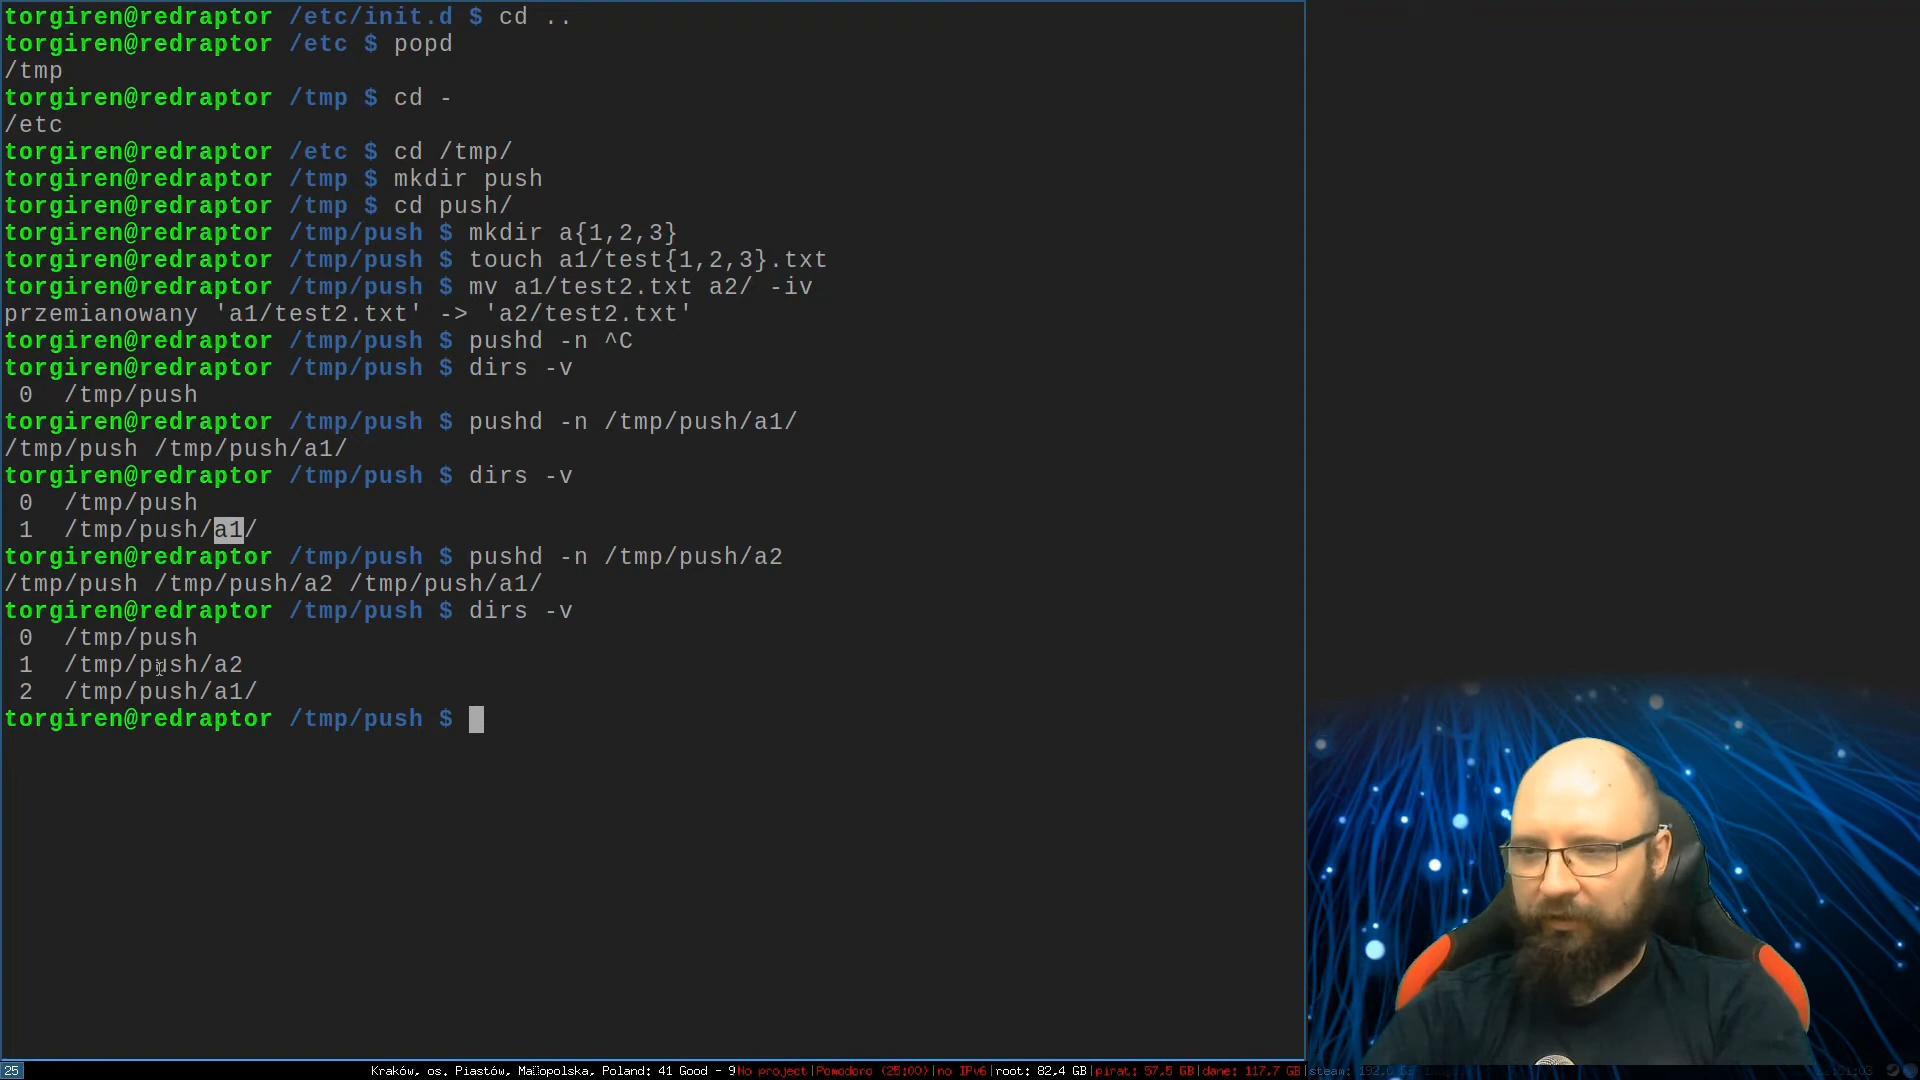 torgiren@redraptor /etc/init.d $ cd ..
torgiren@redraptor /etc $ popd
/tmp
torgiren@redraptor /tmp $ cd -
/etc
torgiren@redraptor /etc $ cd /tmp/
torgiren@redraptor /tmp $ mkdir push
torgiren@redraptor /tmp $ cd push/
torgiren@redraptor /tmp/push $ mkdir a{1,2,3}
torgiren@redraptor /tmp/push $ touch a1/test{1,2,3}.txt
torgiren@redraptor /tmp/push $ mv a1/test2.txt a2/ -iv
przemianowany 'a1/test2.txt' -> 'a2/test2.txt'
torgiren@redraptor /tmp/push $ pushd -n ^C
torgiren@redraptor /tmp/push $ dirs -v
0 /tmp/push
torgiren@redraptor /tmp/push $ pushd -n /tmp/push/a1/
/tmp/push /tmp/push/a1/
torgiren@redraptor /tmp/push $ dirs -v
0 /tmp/push
1 /tmp/push/a1/
torgiren@redraptor /tmp/push $ pushd -n /tmp/push/a2
/tmp/push /tmp/push/a2 /tmp/push/a1/
torgiren@redraptor /tmp/push $ dirs -v
0 /tmp/push
1 /tmp/push/a2
2 /tmp/push/a1/
torgiren@redraptor /tmp/push $
25 Kraków, os. Piastów, Ma opolska, Poland: 41 Good - 9No project|Pomodoro (25:00)|no IPv6|root: 82,4 GB|pirat: 57,5 GB|dane: 117,7 GB|steam: